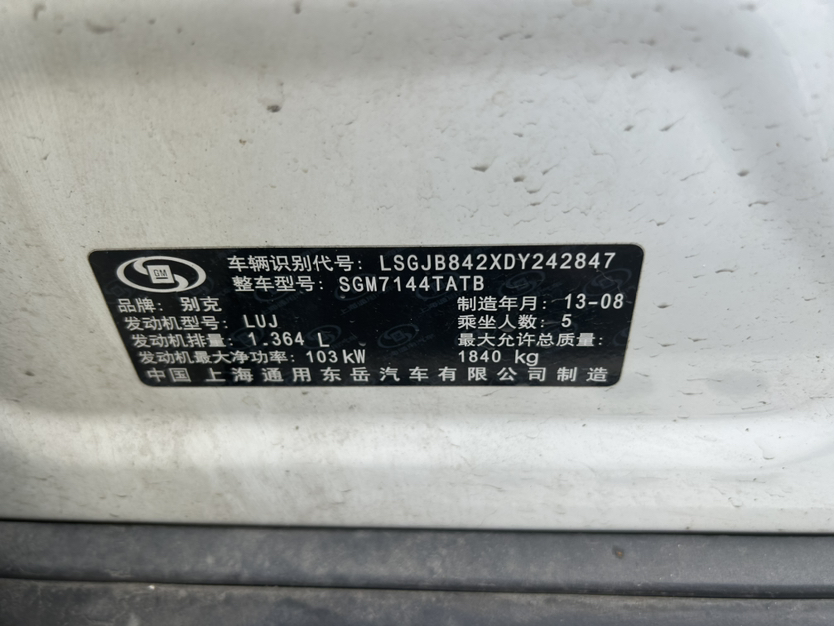 GM
车辆识别代号: LSGJB842XDY242847
整车型号: SGM7144TATB
品牌: 别克
制造年月: 13-08
发动机型号: LUJ
乘坐人数: 5
发动机排量: 1.364 L
最大允许总质量:
发动机最大净功率: 103kW
1840 kg
中国 上海通用东岳汽车有限公司制造